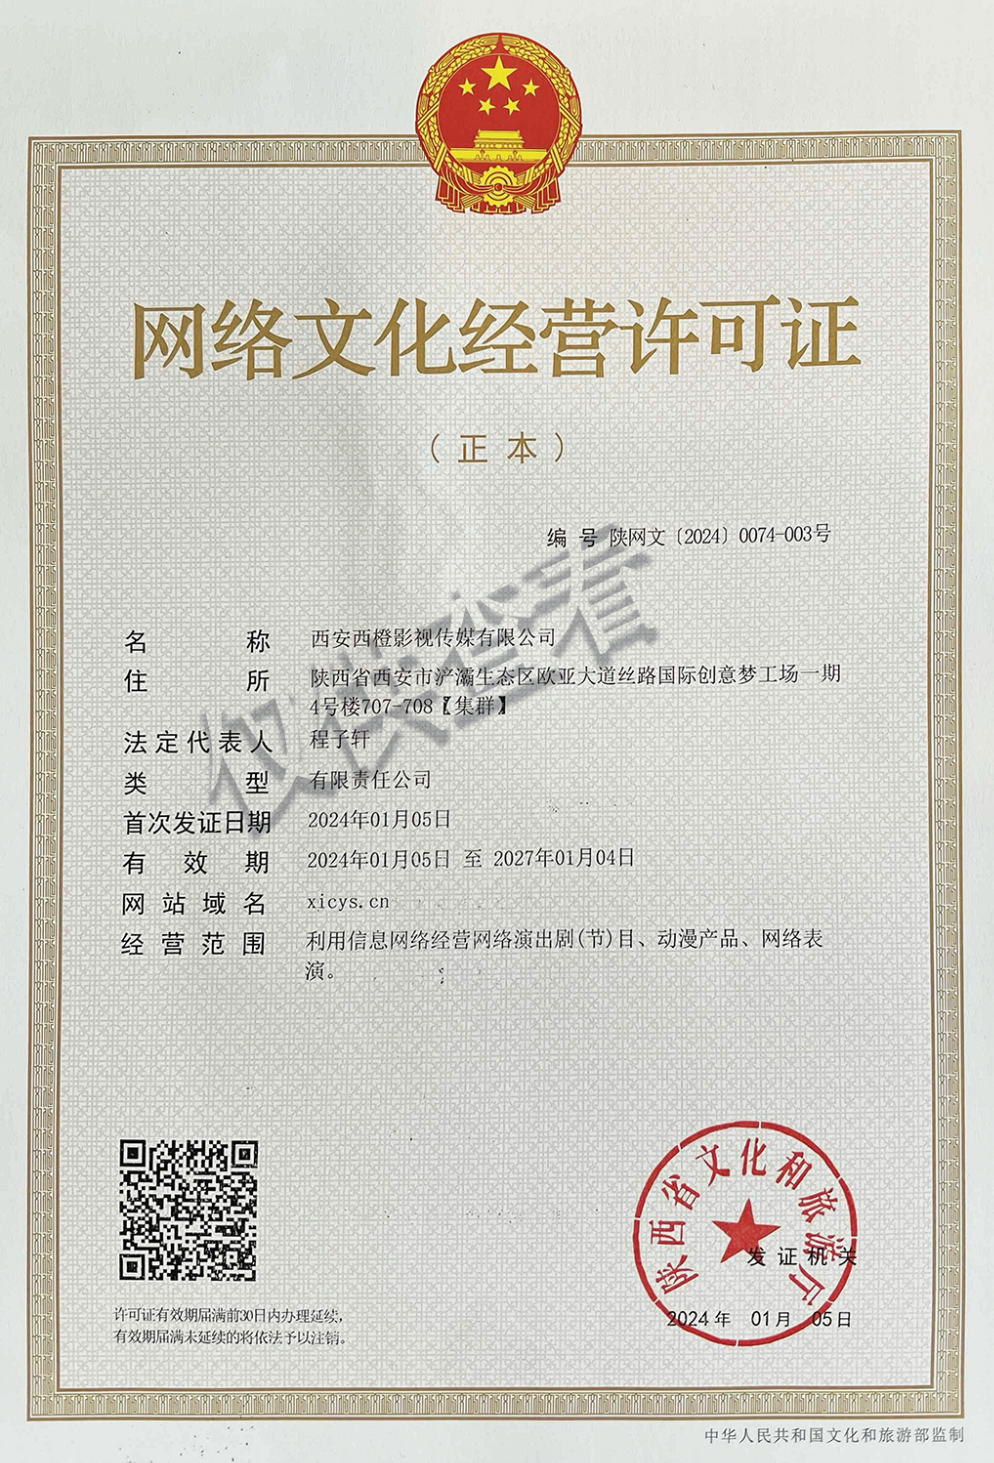 网络文化经营许可证
（正本）
编 号 陕网文〔2024〕0074-003号
名 称 西安西橙影视传媒有限公司
住 所 陕西省西安市浐灞生态区欧亚大道丝路国际创意梦工场一期
4号楼707-708【集群】
法定代表人 程子轩
类 型 有限责任公司
首次发证日期 2024年01月05日
有 效 期 2024年01月05日 至 2027年01月04日
网 站 域 名 xicys.cn
经 营 范 围 利用信息网络经营网络演出剧(节)目、动漫产品、网络表
演。
仅供查看
陕西省文化和旅游厅
发 证 机 关
2024 年 01 月 05 日
许可证有效期届满前30日内办理延续，
有效期届满未延续的将依法予以注销。
中华人民共和国文化和旅游部监制